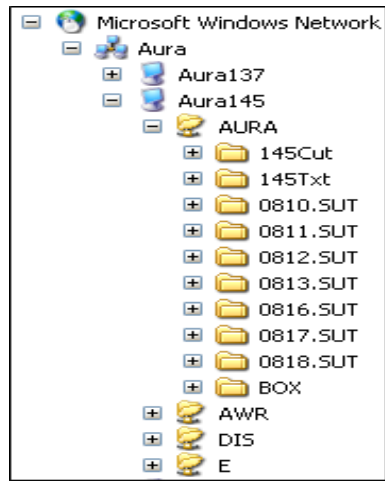 Microsoft Windows Network
Aura
Aura137
Aura145
AURA
145Cut
145Txt
0810.SUT
0811.SUT
0812.SUT
0813.SUT
0816.SUT
0817.SUT
0818.SUT
BOX
AWR
DIS
E